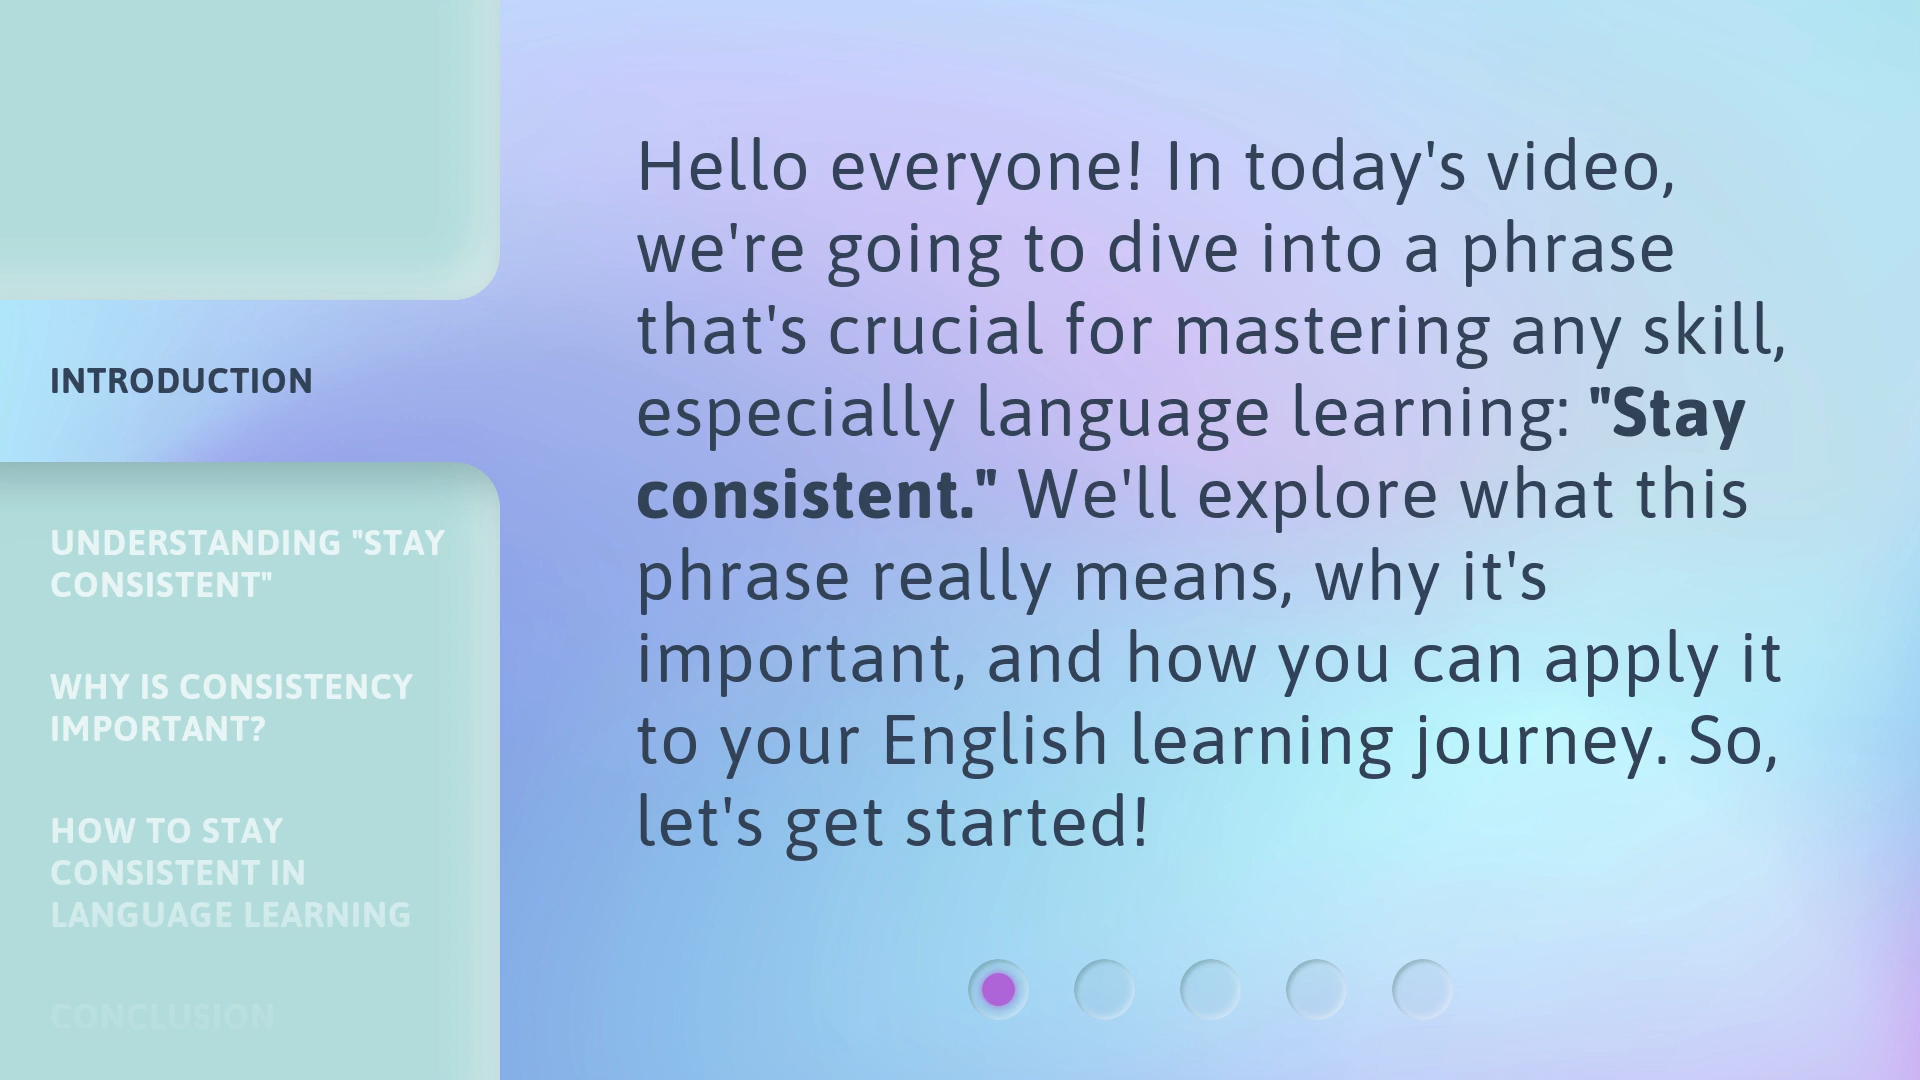 INTRODUCTION
UNDERSTANDING "STAY
CONSISTENT"
WHY IS CONSISTENCY
IMPORTANT?
HOW TO STAY
CONSISTENT IN
LANGUAGE LEARNING
CONCLUSION
Hello everyone! In today's video,
we're going to dive into a phrase
that's crucial for mastering any skill,
especially language learning: "Stay
consistent." We'll explore what this
phrase really means, why it's
important, and how you can apply it
to your English learning journey. So,
let's get started!